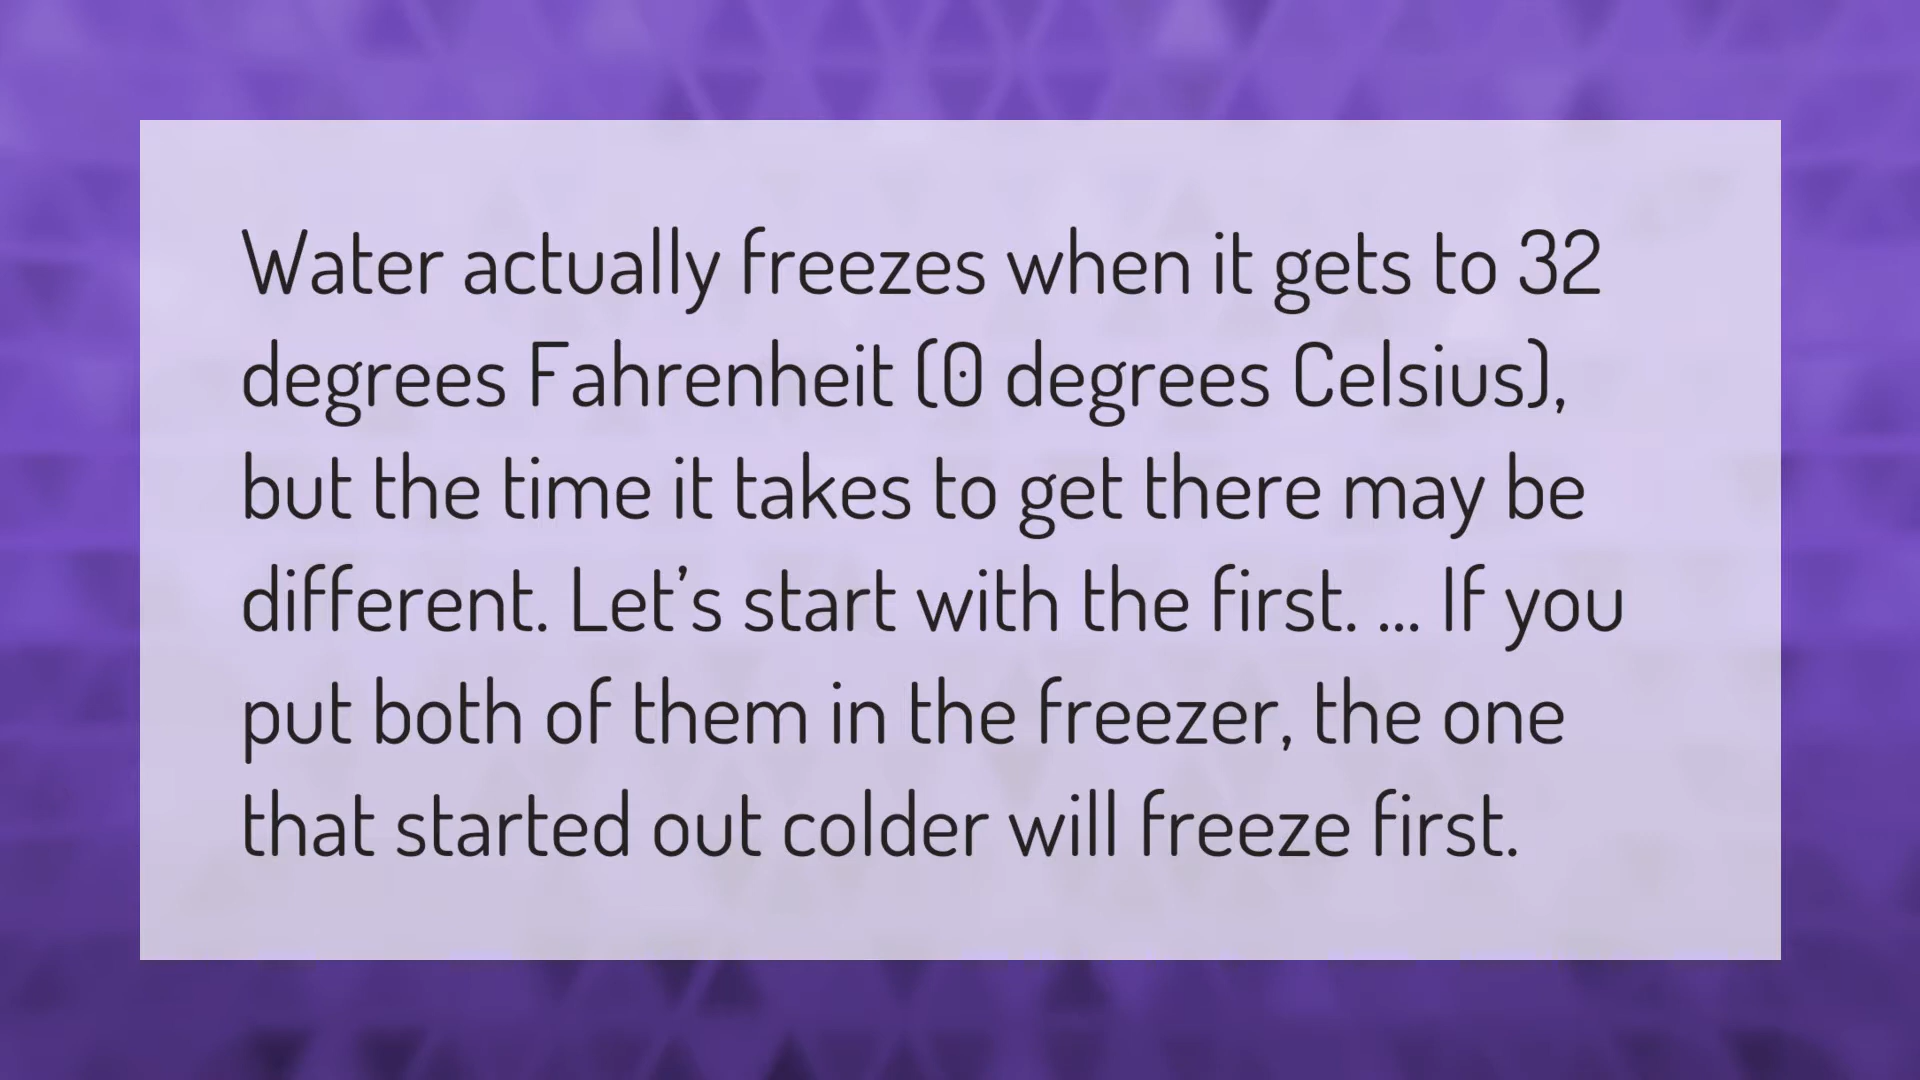 Water actually freezes when it gets to 32
degrees Fahrenheit (0 degrees Celsius),
but the time it takes to get there may be
different. Let’s start with the first. ... If you
put both of them in the freezer, the one
that started out colder will freeze first.